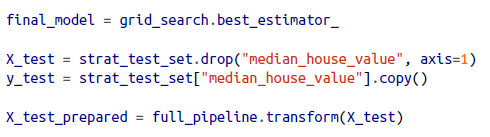 final_model = grid_search.best_estimator_
X_test = strat_test_set.drop("median_house_value", axis=1)
y_test = strat_test_set["median_house_value"].copy()
X_test_prepared = full_pipeline.transform(X_test)